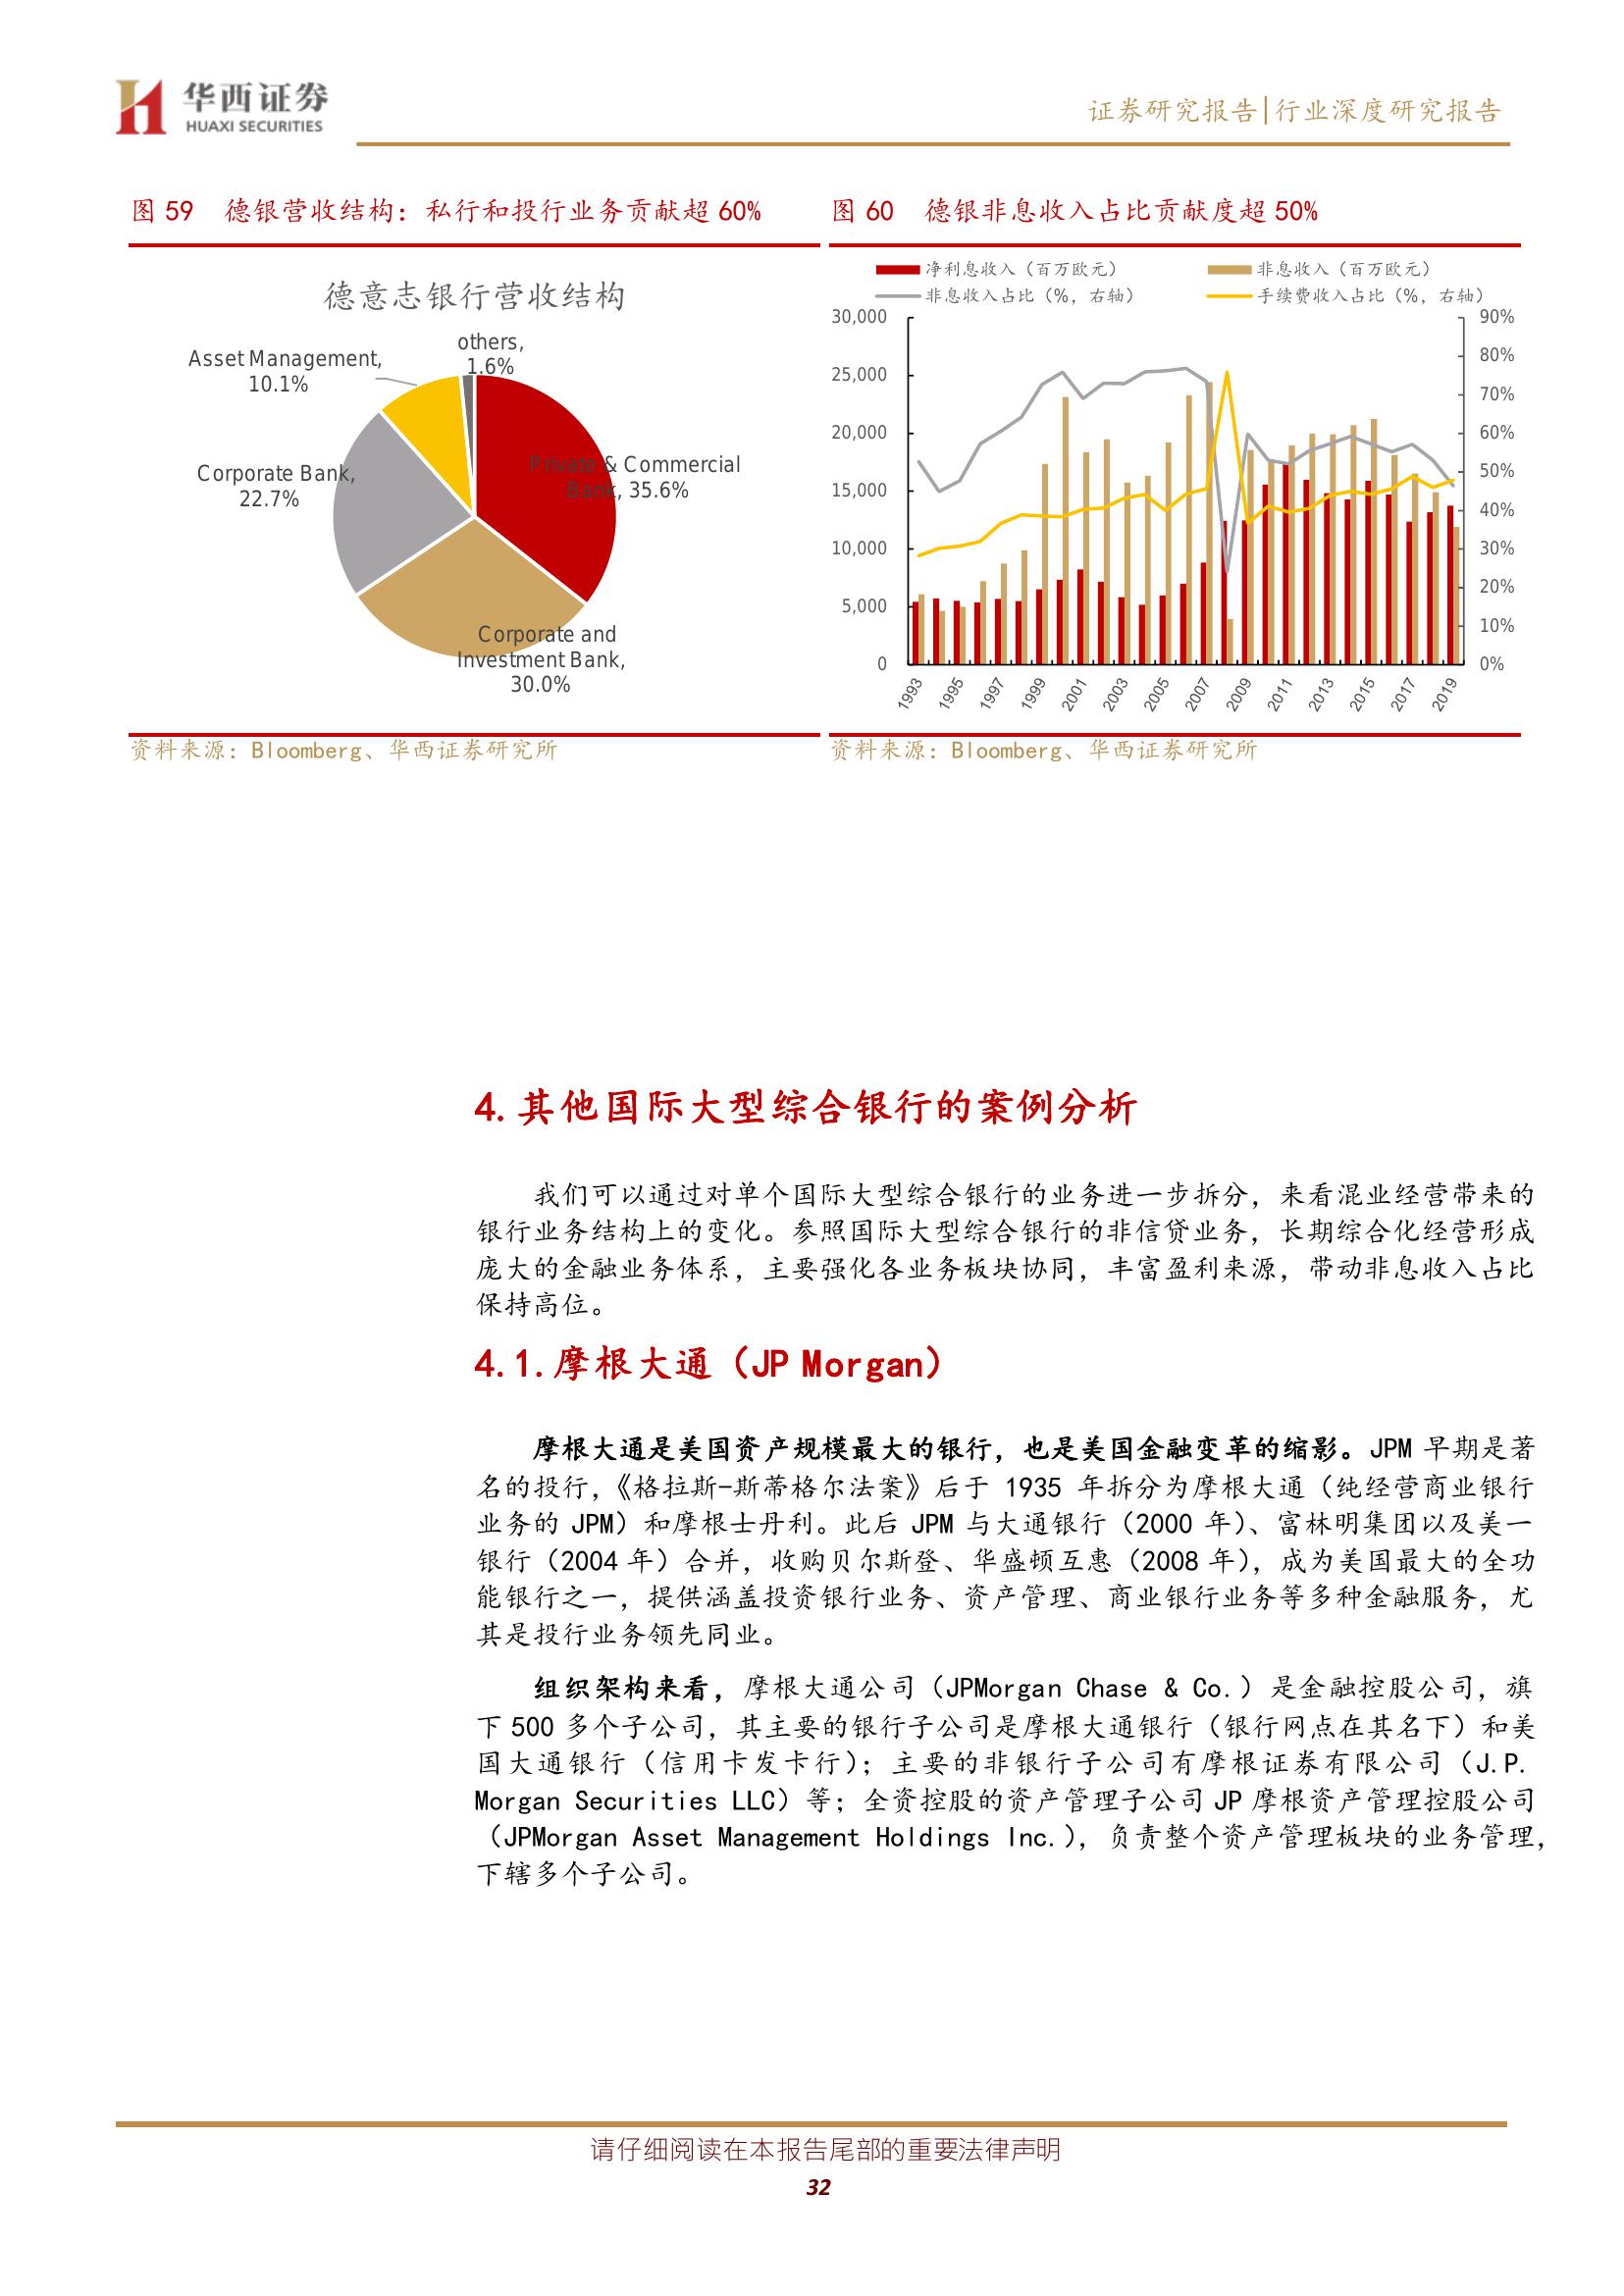 华西证券
HUAXI SECURITIES
证券研究报告|行业深度研究报告
图 59 德银营收结构：私行和投行业务贡献超 60%
德意志银行营收结构
others,
1.6%
Asset Management,
10.1%
Corporate Bank,
22.7%
Private & Commercial
Bank, 35.6%
Corporate and
Investment Bank,
30.0%
资料来源：Bloomberg、华西证券研究所
图 60 德银非息收入占比贡献度超 50%
净利息收入（百万欧元）
非息收入（百万欧元）
非息收入占比（%，右轴）
手续费收入占比（%，右轴）
30,000
25,000
20,000
15,000
10,000
5,000
0
90%
80%
70%
60%
50%
40%
30%
20%
10%
0%
1993 1995 1997 1999 2001 2003 2005 2007 2009 2011 2013 2015 2017 2019
资料来源：Bloomberg、华西证券研究所
4. 其他国际大型综合银行的案例分析
我们可以通过对单个国际大型综合银行的业务进一步拆分，来看混业经营带来的
银行业务结构上的变化。参照国际大型综合银行的非信贷业务，长期综合化经营形成
庞大的金融业务体系，主要强化各业务板块协同，丰富盈利来源，带动非息收入占比
保持高位。
4.1. 摩根大通（JP Morgan）
摩根大通是美国资产规模最大的银行，也是美国金融变革的缩影。JPM 早期是著
名的投行，《格拉斯-斯蒂格尔法案》后于 1935 年拆分为摩根大通（纯经营商业银行
业务的 JPM）和摩根士丹利。此后 JPM 与大通银行（2000 年）、富林明集团以及美一
银行（2004 年）合并，收购贝尔斯登、华盛顿互惠（2008 年），成为美国最大的全功
能银行之一，提供涵盖投资银行业务、资产管理、商业银行业务等多种金融服务，尤
其是投行业务领先同业。
组织架构来看，摩根大通公司（JPMorgan Chase & Co.）是金融控股公司，旗
下 500 多个子公司，其主要的银行子公司是摩根大通银行（银行网点在其名下）和美
国大通银行（信用卡发卡行）；主要的非银行子公司有摩根证券有限公司（J.P.
Morgan Securities LLC）等；全资控股的资产管理子公司 JP 摩根资产管理控股公司
（JPMorgan Asset Management Holdings Inc.），负责整个资产管理板块的业务管理，
下辖多个子公司。
请仔细阅读在本报告尾部的重要法律声明
32